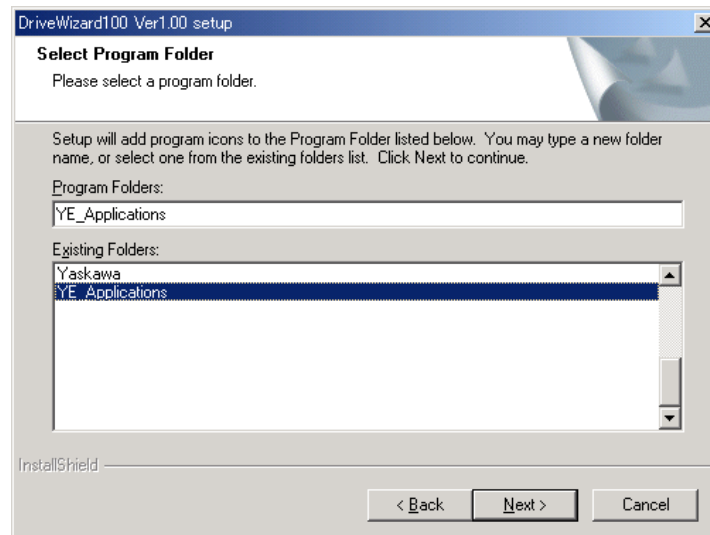 DriveWizard100 Ver1.00 setup
Select Program Folder
Please select a program folder.
Setup will add program icons to the Program Folder listed below. You may type a new folder
name, or select one from the existing folders list. Click Next to continue.
Program Folders:
YE_Applications
Existing Folders:
Yaskawa
YE_Applications
InstallShield
< Back Next > Cancel